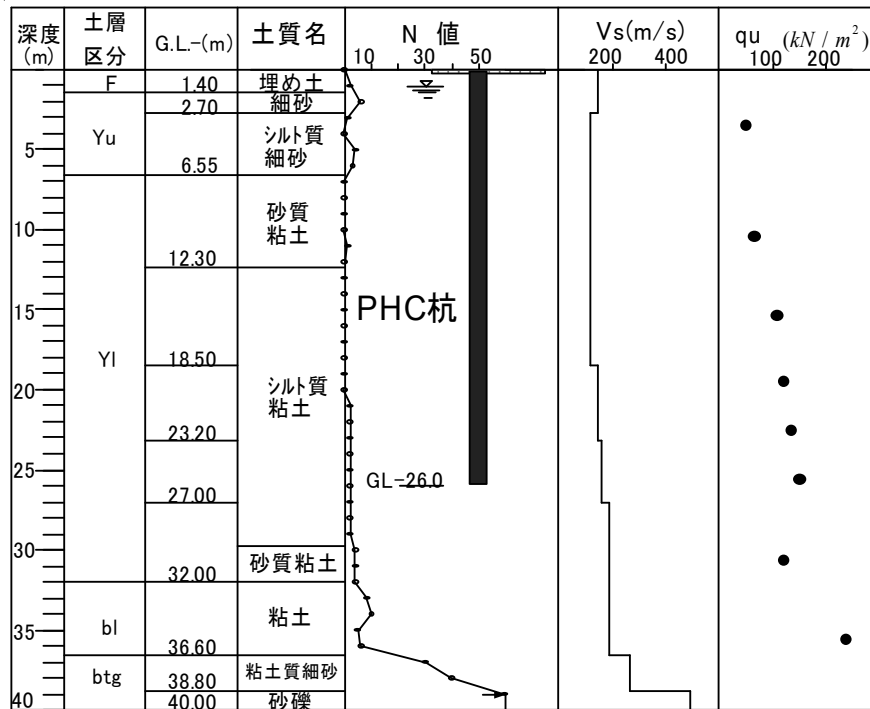 深度 (m)
土層 区分
G.L.-(m)
土質名
N 値
10 30 50
Vs(m/s)
200 400
qu (kN / m²)
100 200
F 1.40 埋め土
2.70 細砂
Yu
5
シルト質
細砂
6.55
砂質
粘土
10
12.30
PHC杭
15
Yl
18.50
20
シルト質
粘土
23.20
25
GL-26.0
27.00
30
砂質粘土
32.00
粘土
bl
35
36.60
btg
粘土質細砂
38.80
40 40.00 砂礫